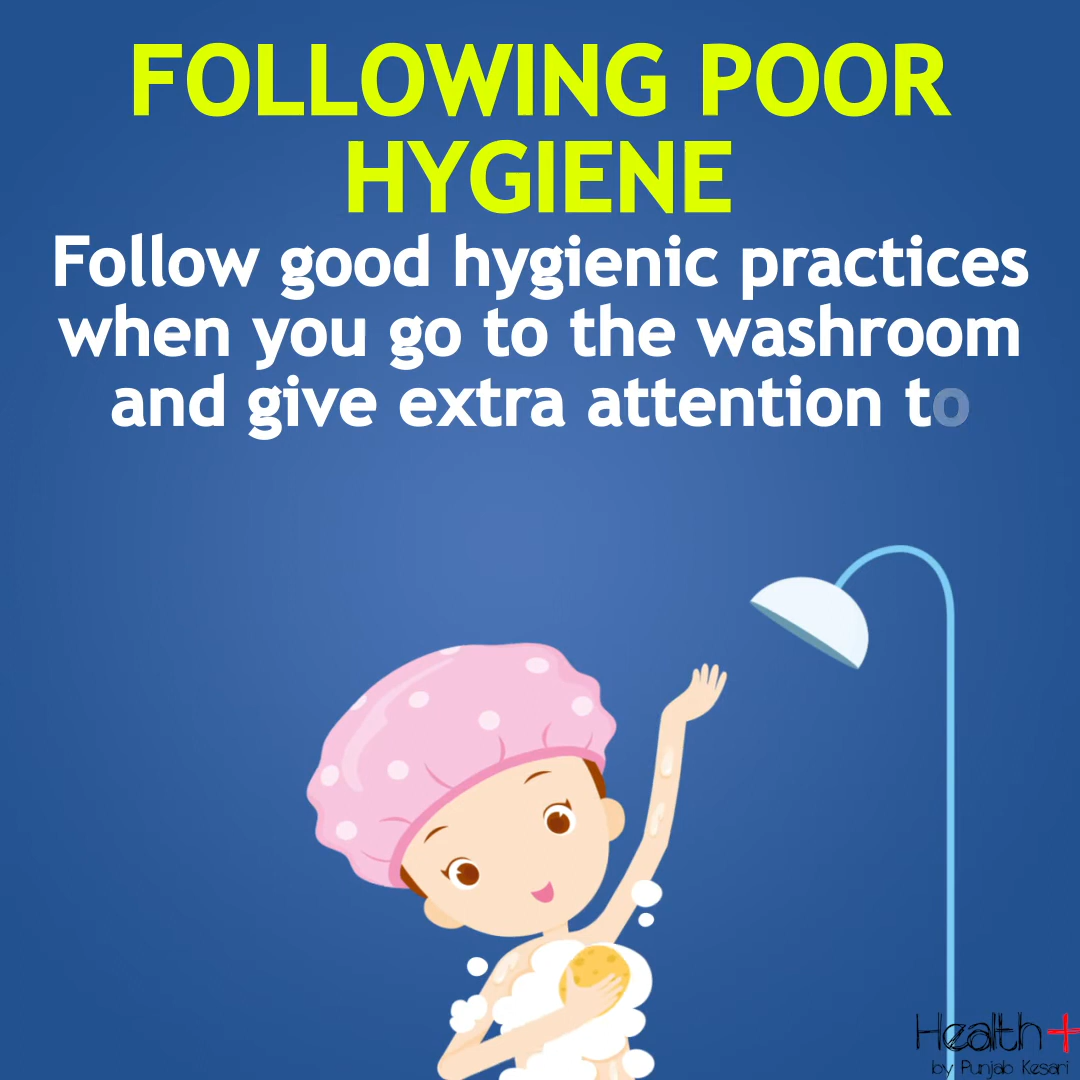 FOLLOWING POOR
HYGIENE
Follow good hygienic practices
when you go to the washroom
and give extra attention to
Health+
by Punjab Kesari